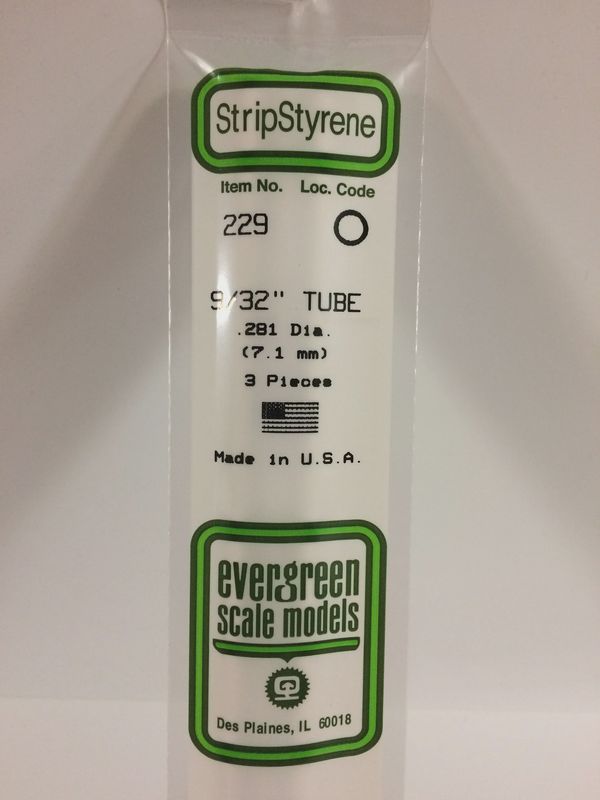 StripStyrene
Item No. Loc. Code
229
9/32" TUBE
.281 Dia.
(7.1 mm)
3 Pieces
Made in U.S.A.
evergreen
scale models
Des Plaines, IL 60018